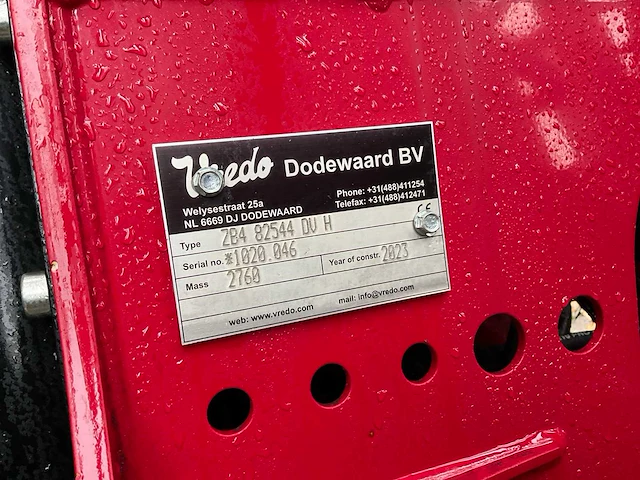 Vredo Dodewaard BV
Welysestraat 25a
NL 6669 DJ DODEWAARD
Phone: +31(488)411254
Telefax: +31(488)412471
CE
Type ZB4 82544 DV H
Serial no. *1020.046
Mass 2760
Year of constr. 2023
web: www.vredo.com
mail: info@vredo.com